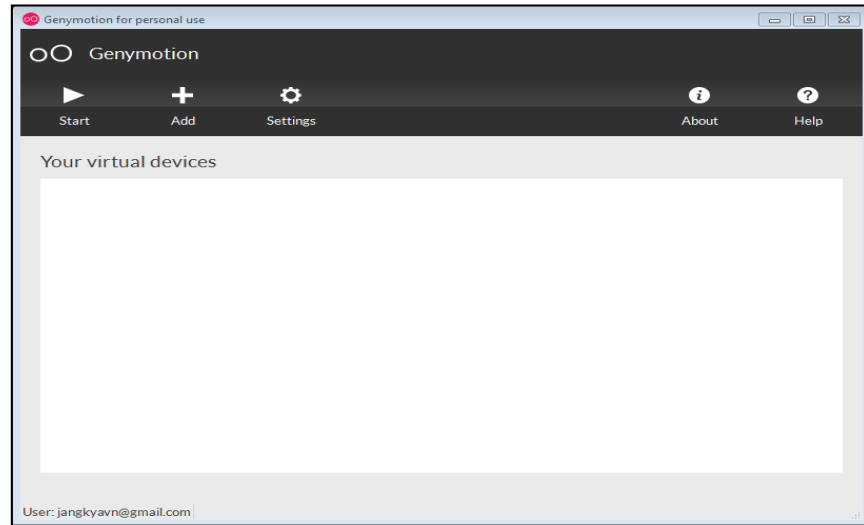 Genymotion for personal use
Genymotion
Start Add Settings About Help
Your virtual devices
User: jangkyavn@gmail.com